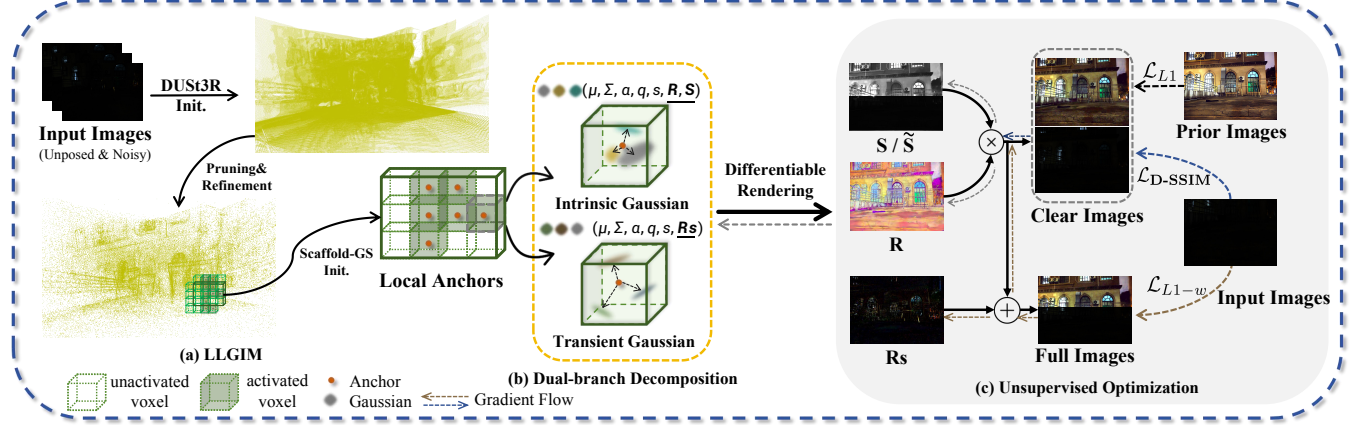 DUSt3R
Init.
Input Images
(Unposed & Noisy)
Pruning&
Refinement
Scaffold-GS
Init.
Local Anchors
(a) LLGIM
(μ, Σ, α, q, s, R, S)
Intrinsic Gaussian
(μ, Σ, α, q, s, Rs)
Transient Gaussian
(b) Dual-branch Decomposition
Differentiable
Rendering
S / S̃
R
Rs
×
+
Clear Images
Full Images
ℒL1
Prior Images
ℒD-SSIM
Input Images
ℒL1−w
(c) Unsupervised Optimization
unactivated
voxel
activated
voxel
Anchor
Gaussian
Gradient Flow